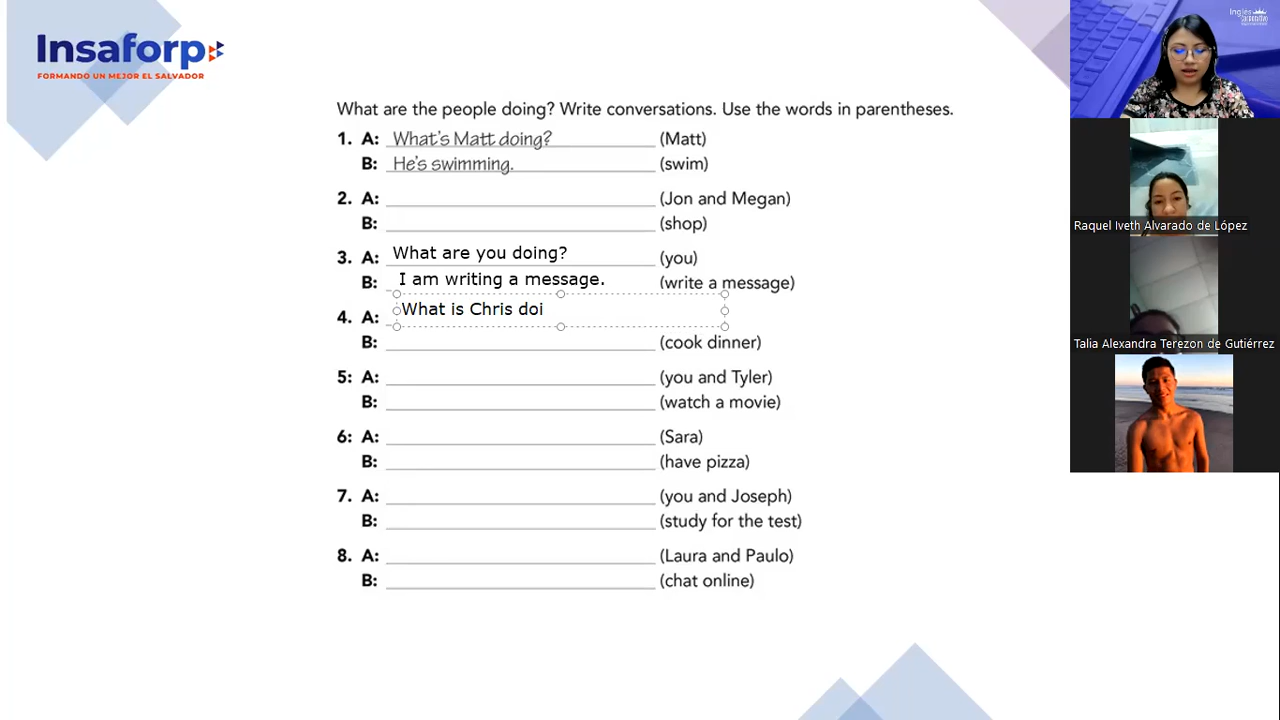 Insaforp
FORMANDO UN MEJOR EL SALVADOR
What are the people doing? Write conversations. Use the words in parentheses.
1. A: What's Matt doing? (Matt)
B: He's swimming. (swim)
2. A: (Jon and Megan)
B: (shop)
3. A: What are you doing? (you)
B: I am writing a message. (write a message)
4. A: What is Chris doi
B: (cook dinner)
5: A: (you and Tyler)
B: (watch a movie)
6: A: (Sara)
B: (have pizza)
7. A: (you and Joseph)
B: (study for the test)
8. A: (Laura and Paulo)
B: (chat online)
Ingles
Raquel Iveth Alvarado de López
Talia Alexandra Terezon de Gutiérrez